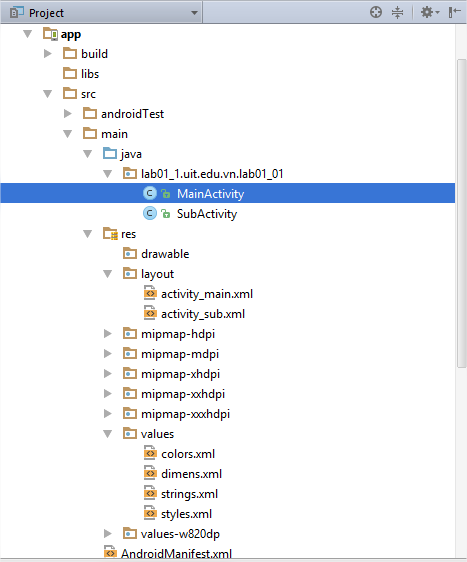 Project
app
build
libs
src
androidTest
main
java
lab01_1.uit.edu.vn.lab01_01
C MainActivity
C SubActivity
res
drawable
layout
activity_main.xml
activity_sub.xml
mipmap-hdpi
mipmap-mdpi
mipmap-xhdpi
mipmap-xxhdpi
mipmap-xxxhdpi
values
colors.xml
dimens.xml
strings.xml
styles.xml
values-w820dp
AndroidManifest.xml